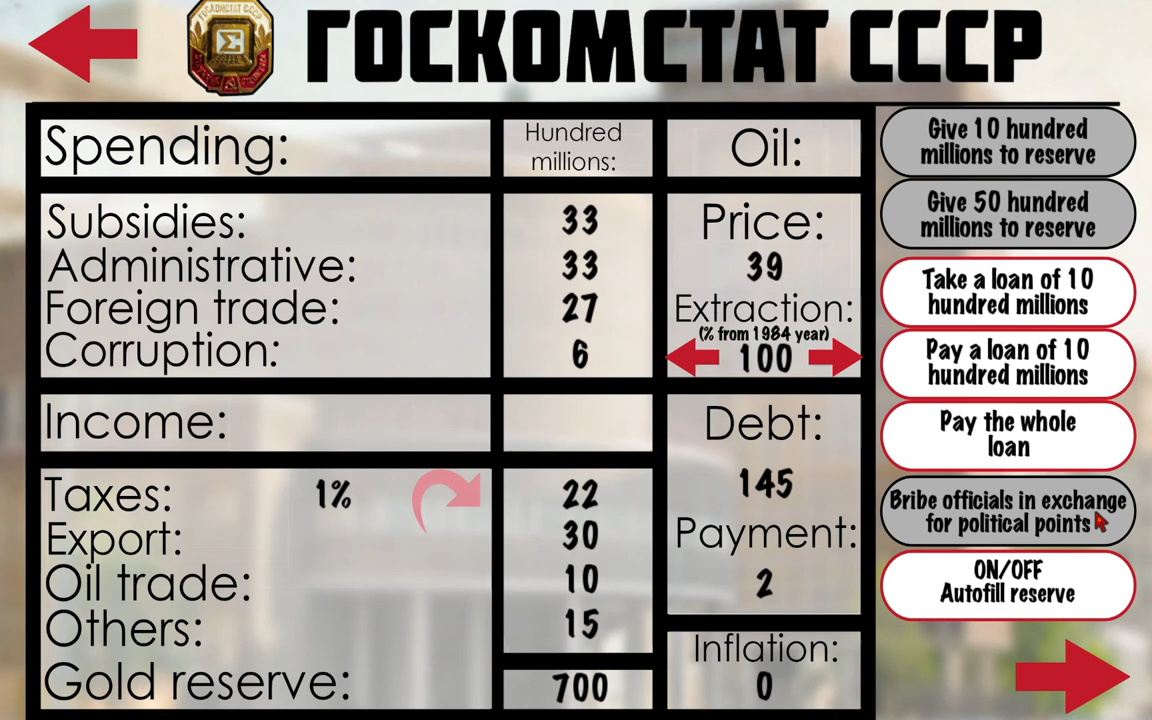 ГОСКОМСТАТ СССР
ГОСКОМСТАТ СССР
Σ
Spending:
Hundred
millions:
Oil:
Subsidies:
33
Administrative:
33
Foreign trade:
27
Corruption:
6
Price:
39
Extraction:
(% from 1984 year)
100
Income:
Debt:
145
Payment:
2
Taxes:
1%
22
Export:
30
Oil trade:
10
Others:
15
Gold reserve:
700
Inflation:
0
Give 10 hundred
millions to reserve
Give 50 hundred
millions to reserve
Take a loan of 10
hundred millions
Pay a loan of 10
hundred millions
Pay the whole
loan
Bribe officials in exchange
for political points
ON/OFF
Autofill reserve